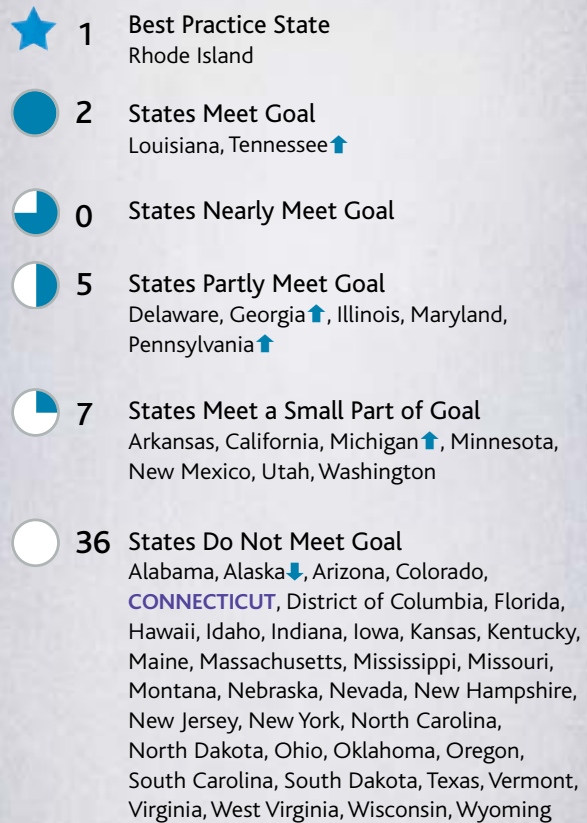 1 Best Practice State
Rhode Island
2 States Meet Goal
Louisiana, Tennessee⬆
0 States Nearly Meet Goal
5 States Partly Meet Goal
Delaware, Georgia⬆, Illinois, Maryland,
Pennsylvania⬆
7 States Meet a Small Part of Goal
Arkansas, California, Michigan⬆, Minnesota,
New Mexico, Utah, Washington
36 States Do Not Meet Goal
Alabama, Alaska⬇, Arizona, Colorado,
CONNECTICUT, District of Columbia, Florida,
Hawaii, Idaho, Indiana, Iowa, Kansas, Kentucky,
Maine, Massachusetts, Mississippi, Missouri,
Montana, Nebraska, Nevada, New Hampshire,
New Jersey, New York, North Carolina,
North Dakota, Ohio, Oklahoma, Oregon,
South Carolina, South Dakota, Texas, Vermont,
Virginia, West Virginia, Wisconsin, Wyoming